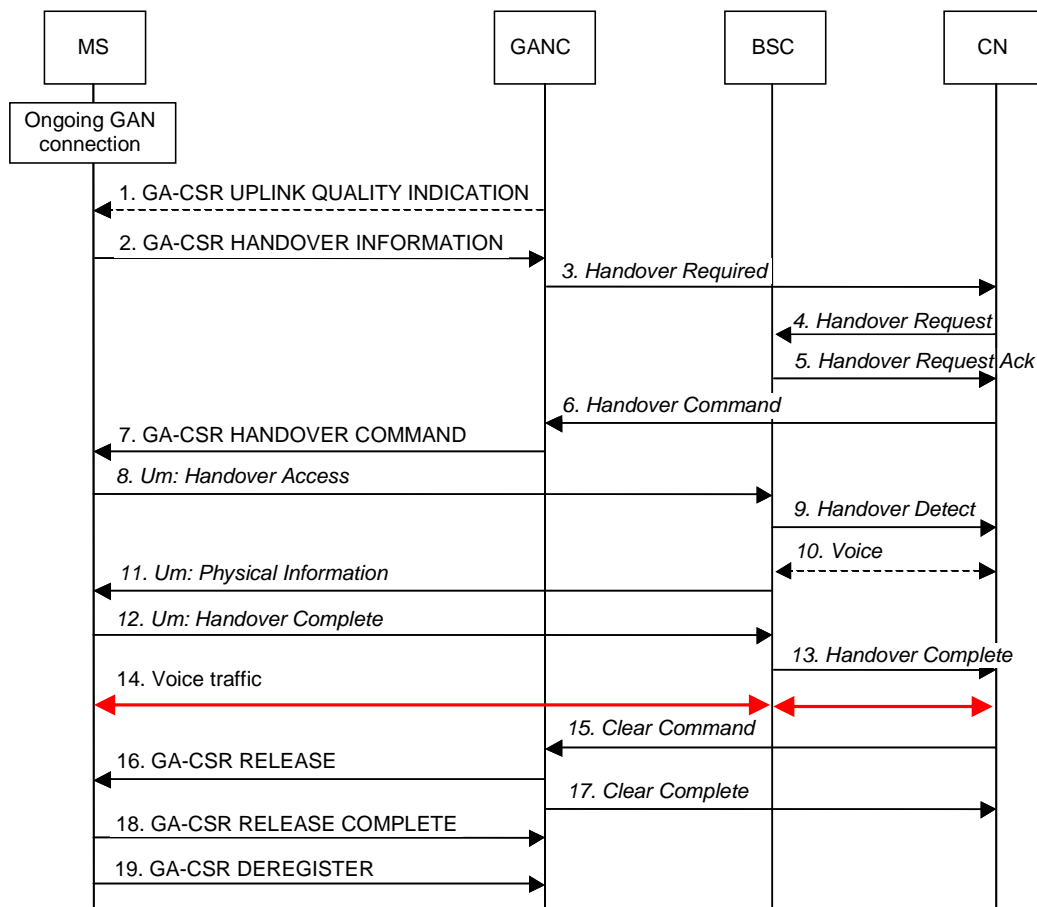 MS
GANC
BSC
CN
Ongoing GAN
connection
1. GA-CSR UPLINK QUALITY INDICATION
2. GA-CSR HANDOVER INFORMATION
3. Handover Required
4. Handover Request
5. Handover Request Ack
6. Handover Command
7. GA-CSR HANDOVER COMMAND
8. Um: Handover Access
9. Handover Detect
10. Voice
11. Um: Physical Information
12. Um: Handover Complete
13. Handover Complete
14. Voice traffic
15. Clear Command
16. GA-CSR RELEASE
17. Clear Complete
18. GA-CSR RELEASE COMPLETE
19. GA-CSR DEREGISTER